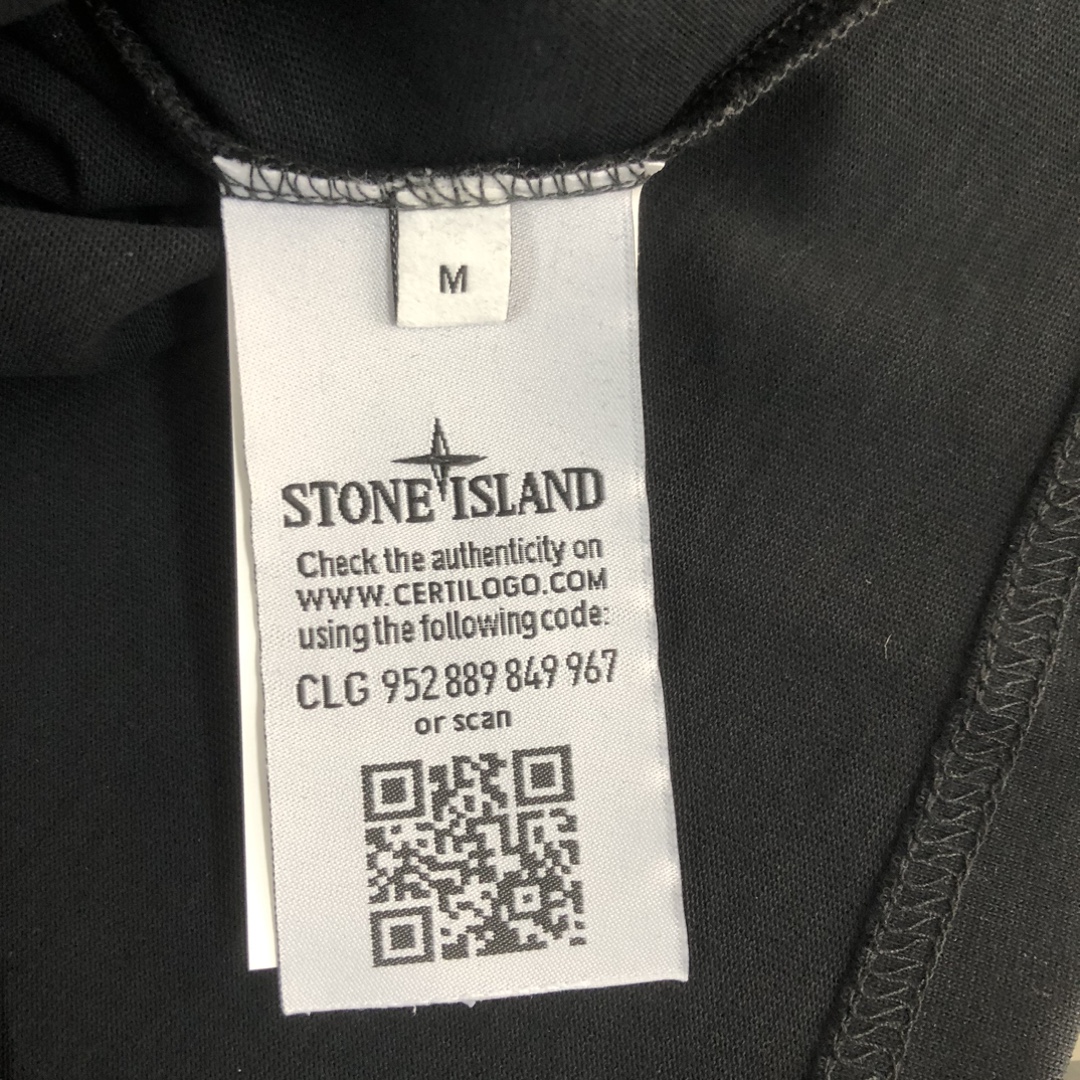 M
STONE ISLAND
Check the authenticity on
WWW.CERTILOGO.COM
using the following code:
CLG 952 889 849 967
or scan